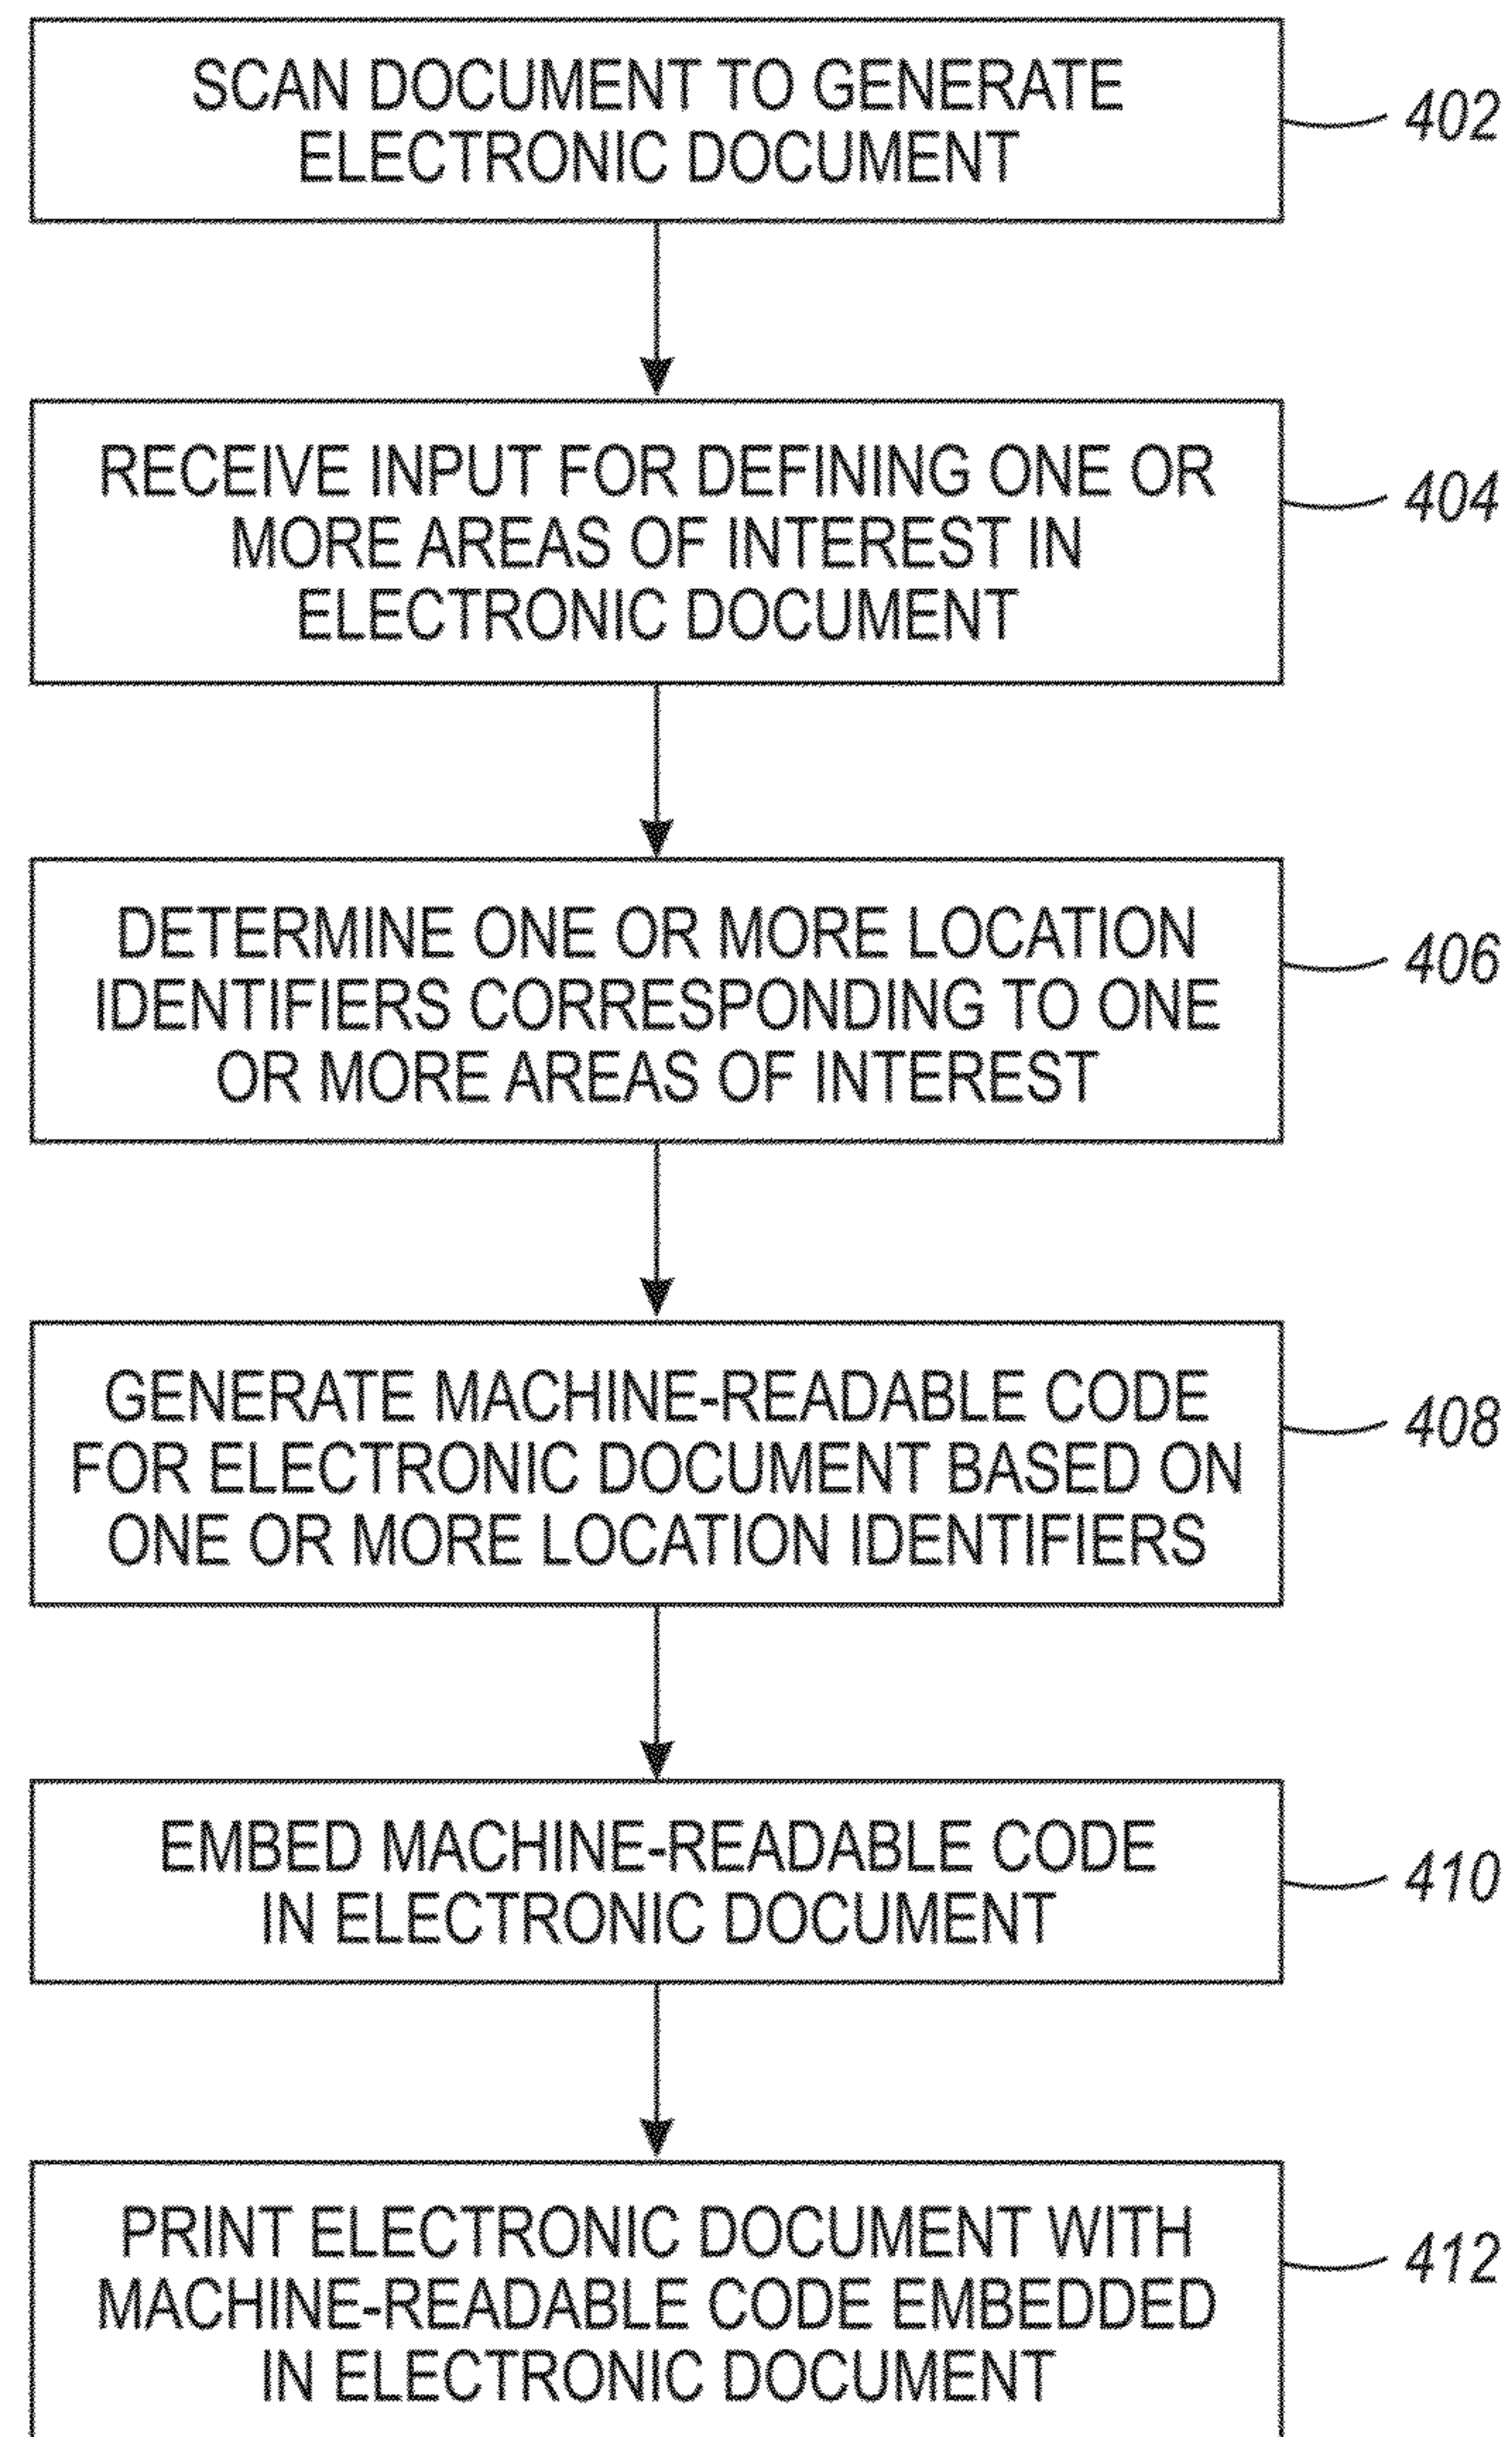 SCAN DOCUMENT TO GENERATE
ELECTRONIC DOCUMENT
402
RECEIVE INPUT FOR DEFINING ONE OR
MORE AREAS OF INTEREST IN
ELECTRONIC DOCUMENT
404
DETERMINE ONE OR MORE LOCATION
IDENTIFIERS CORRESPONDING TO ONE
OR MORE AREAS OF INTEREST
406
GENERATE MACHINE-READABLE CODE
FOR ELECTRONIC DOCUMENT BASED ON
ONE OR MORE LOCATION IDENTIFIERS
408
EMBED MACHINE-READABLE CODE
IN ELECTRONIC DOCUMENT
410
PRINT ELECTRONIC DOCUMENT WITH
MACHINE-READABLE CODE EMBEDDED
IN ELECTRONIC DOCUMENT
412